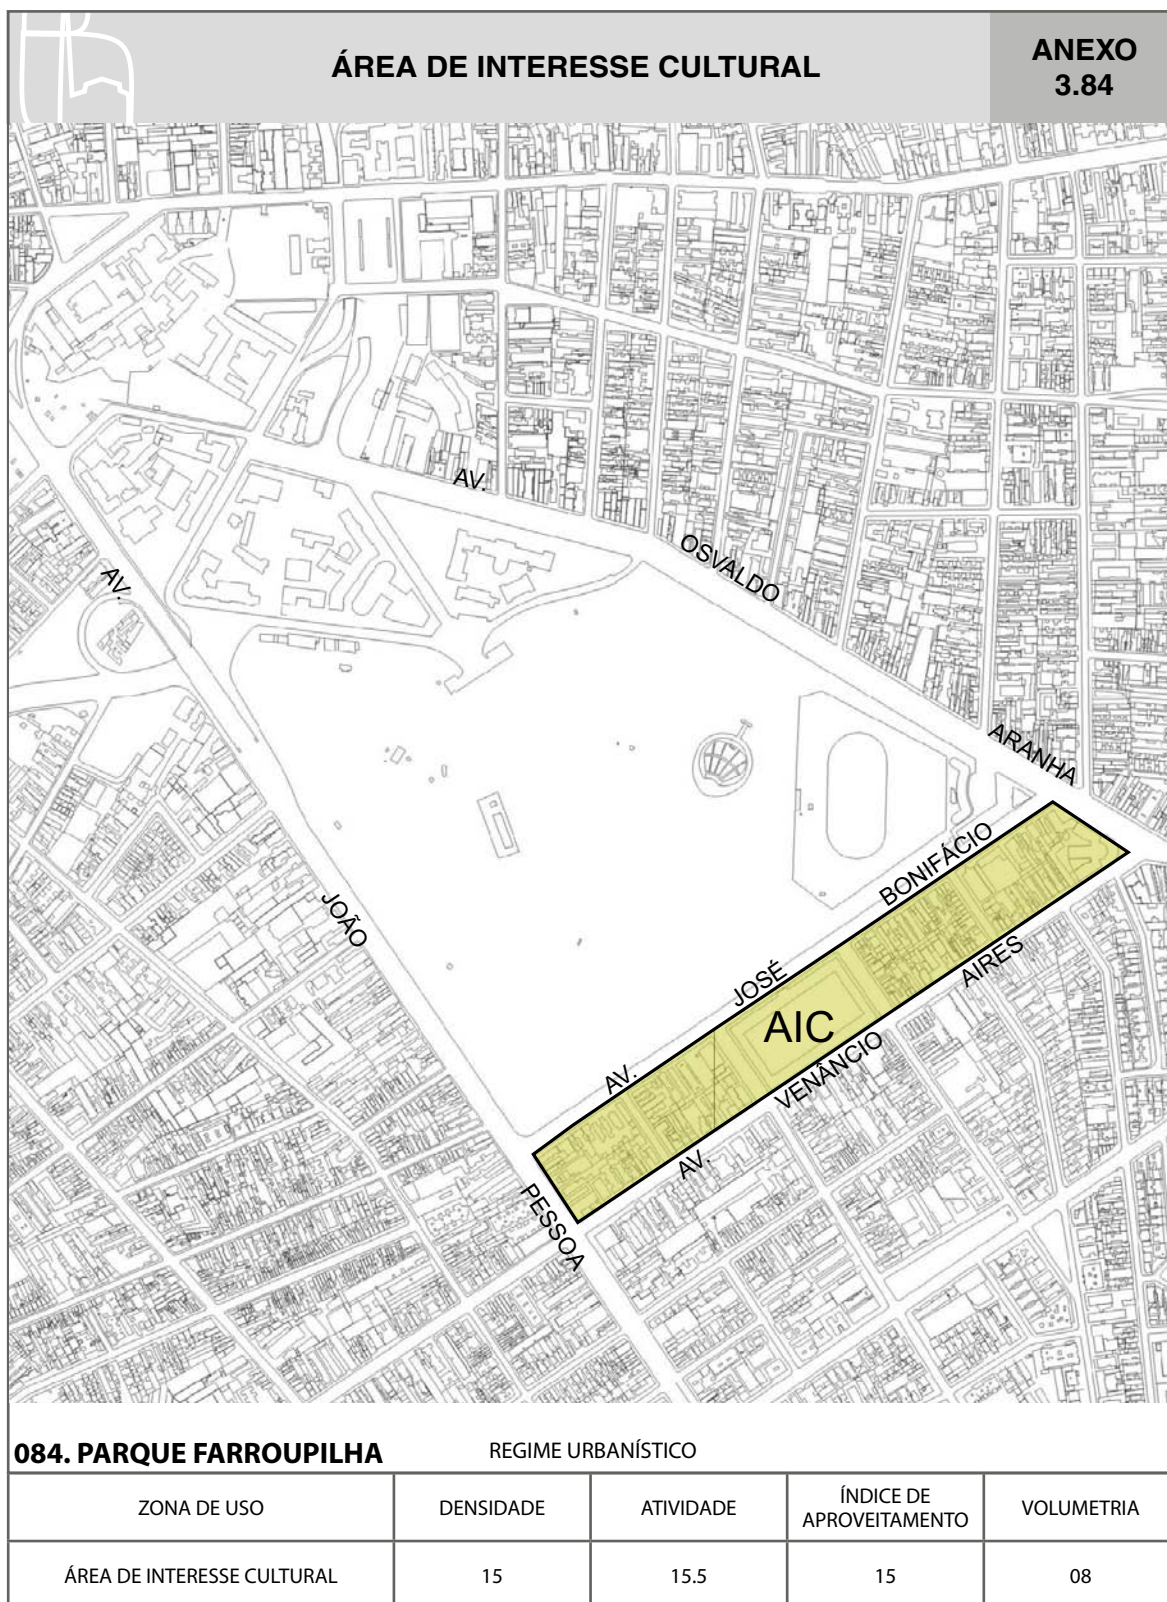 ÁREA DE INTERESSE CULTURAL
ANEXO
3.84
AV.
OSVALDO
ARANHA
AV.
JOÃO
PESSOA
AV.
JOSÉ
BONIFÁCIO
AIC
AV.
VENÂNCIO
AIRES
084. PARQUE FARROUPILHA
REGIME URBANÍSTICO
ZONA DE USO
DENSIDADE
ATIVIDADE
ÍNDICE DE
APROVEITAMENTO
VOLUMETRIA
ÁREA DE INTERESSE CULTURAL
15
15.5
15
08